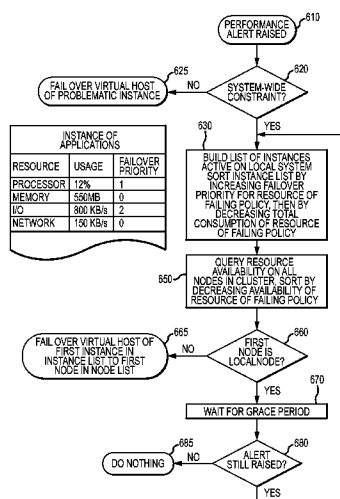 610
PERFORMANCE
ALERT RAISED
620
625
FAIL OVER VIRTUAL HOST
OF PROBLEMATIC INSTANCE
NO
SYSTEM-WIDE
CONSTRAINT?
YES
630
INSTANCE OF
APPLICATIONS
RESOURCE USAGE FAILOVER
PRIORITY
PROCESSOR 12% 1
MEMORY 550MB 0
I/O 800 KB/s 2
NETWORK 150 KB/s 0
BUILD LIST OF INSTANCES
ACTIVE ON LOCAL SYSTEM
SORT INSTANCE LIST BY
INCREASING FAILOVER
PRIORITY FOR RESOURCE OF
FAILING POLICY, THEN BY
DECREASING TOTAL
CONSUMPTION OF RESOURCE
OF FAILING POLICY
650
QUERY RESOURCE
AVAILABILITY ON ALL
NODES IN CLUSTER, SORT BY
DECREASING AVAILABILITY OF
RESOURCE OF FAILING POLICY
665
660
FAIL OVER VIRTUAL HOST OF
FIRST INSTANCE IN
INSTANCE LIST TO FIRST
NODE IN NODE LIST
NO
FIRST
NODE IS
LOCALNODE?
YES
670
WAIT FOR GRACE PERIOD
685
680
DO NOTHING
NO
ALERT
STILL RAISED?
YES